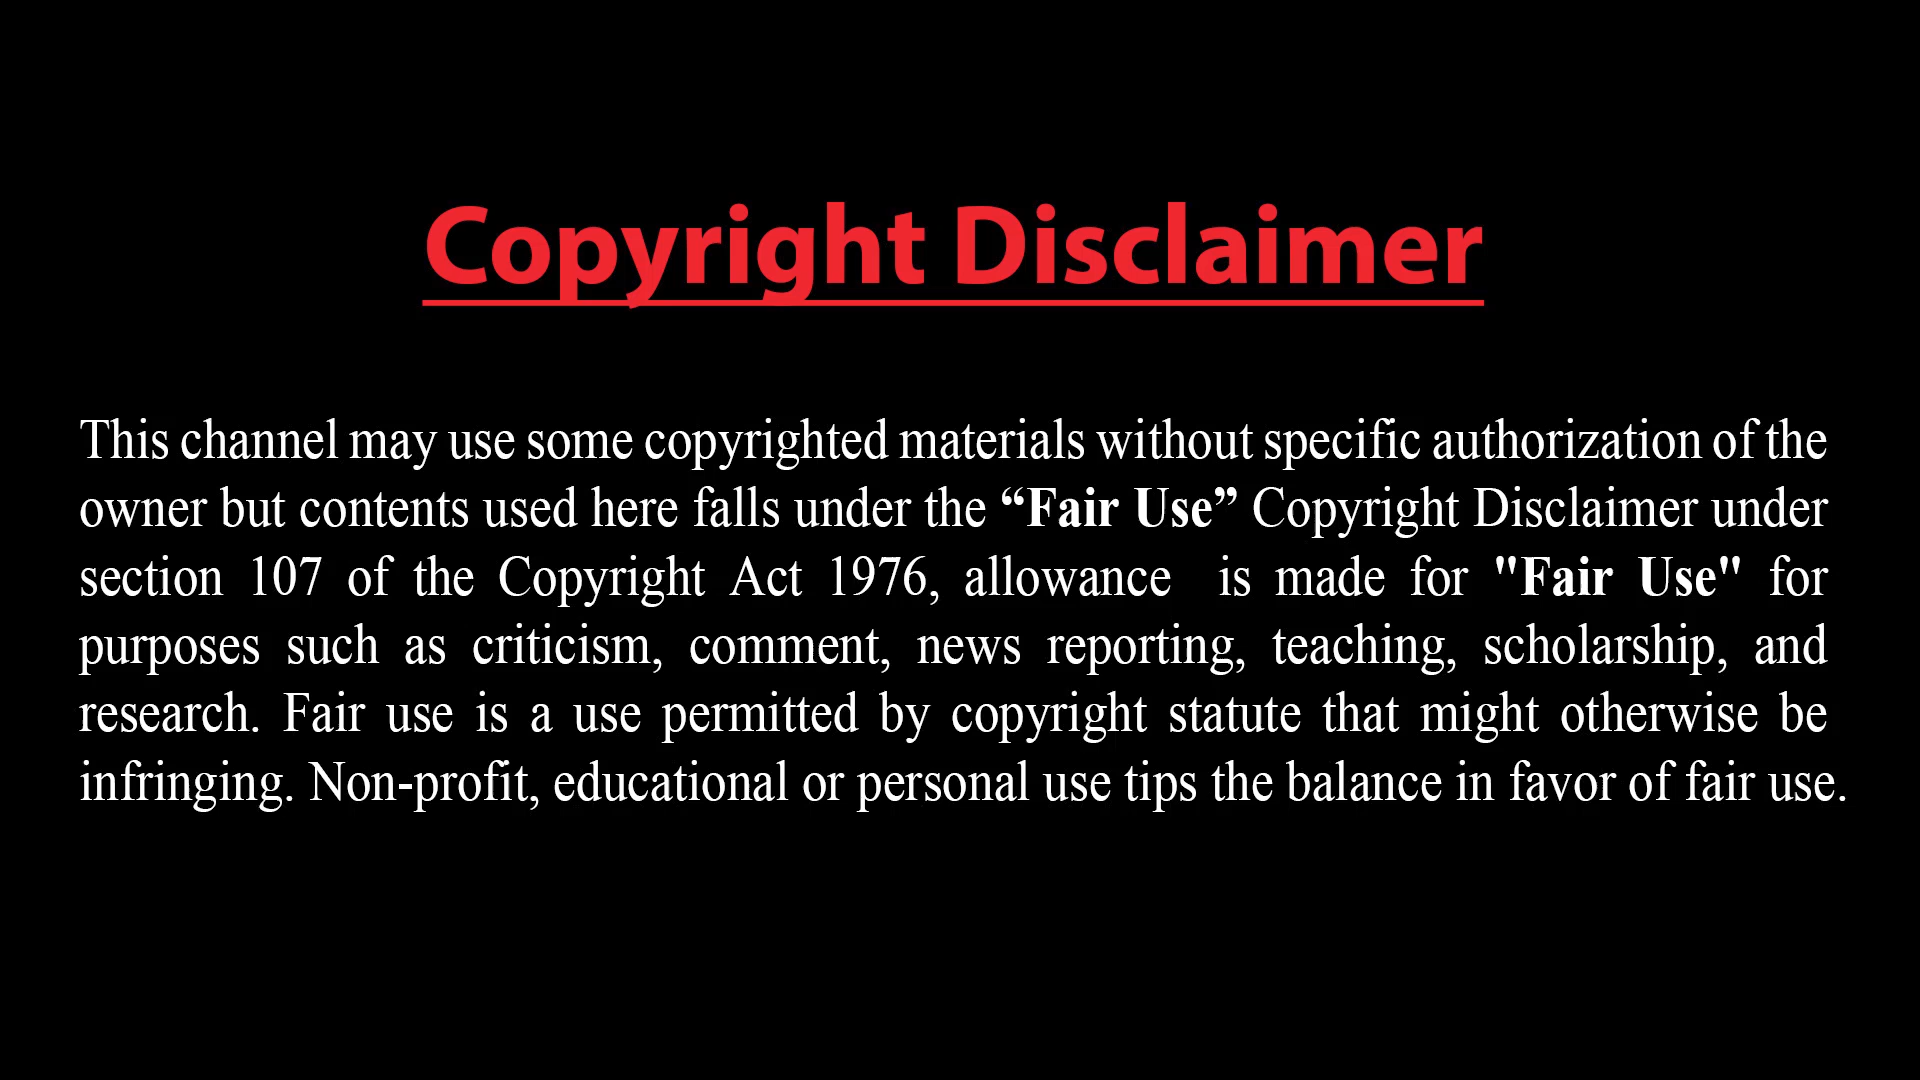 Copyright Disclaimer
This channel may use some copyrighted materials without specific authorization of the
owner but contents used here falls under the “Fair Use” Copyright Disclaimer under
section 107 of the Copyright Act 1976, allowance  is made for "Fair Use" for
purposes such as criticism, comment, news reporting, teaching, scholarship, and
research. Fair use is a use permitted by copyright statute that might otherwise be
infringing. Non-profit, educational or personal use tips the balance in favor of fair use.